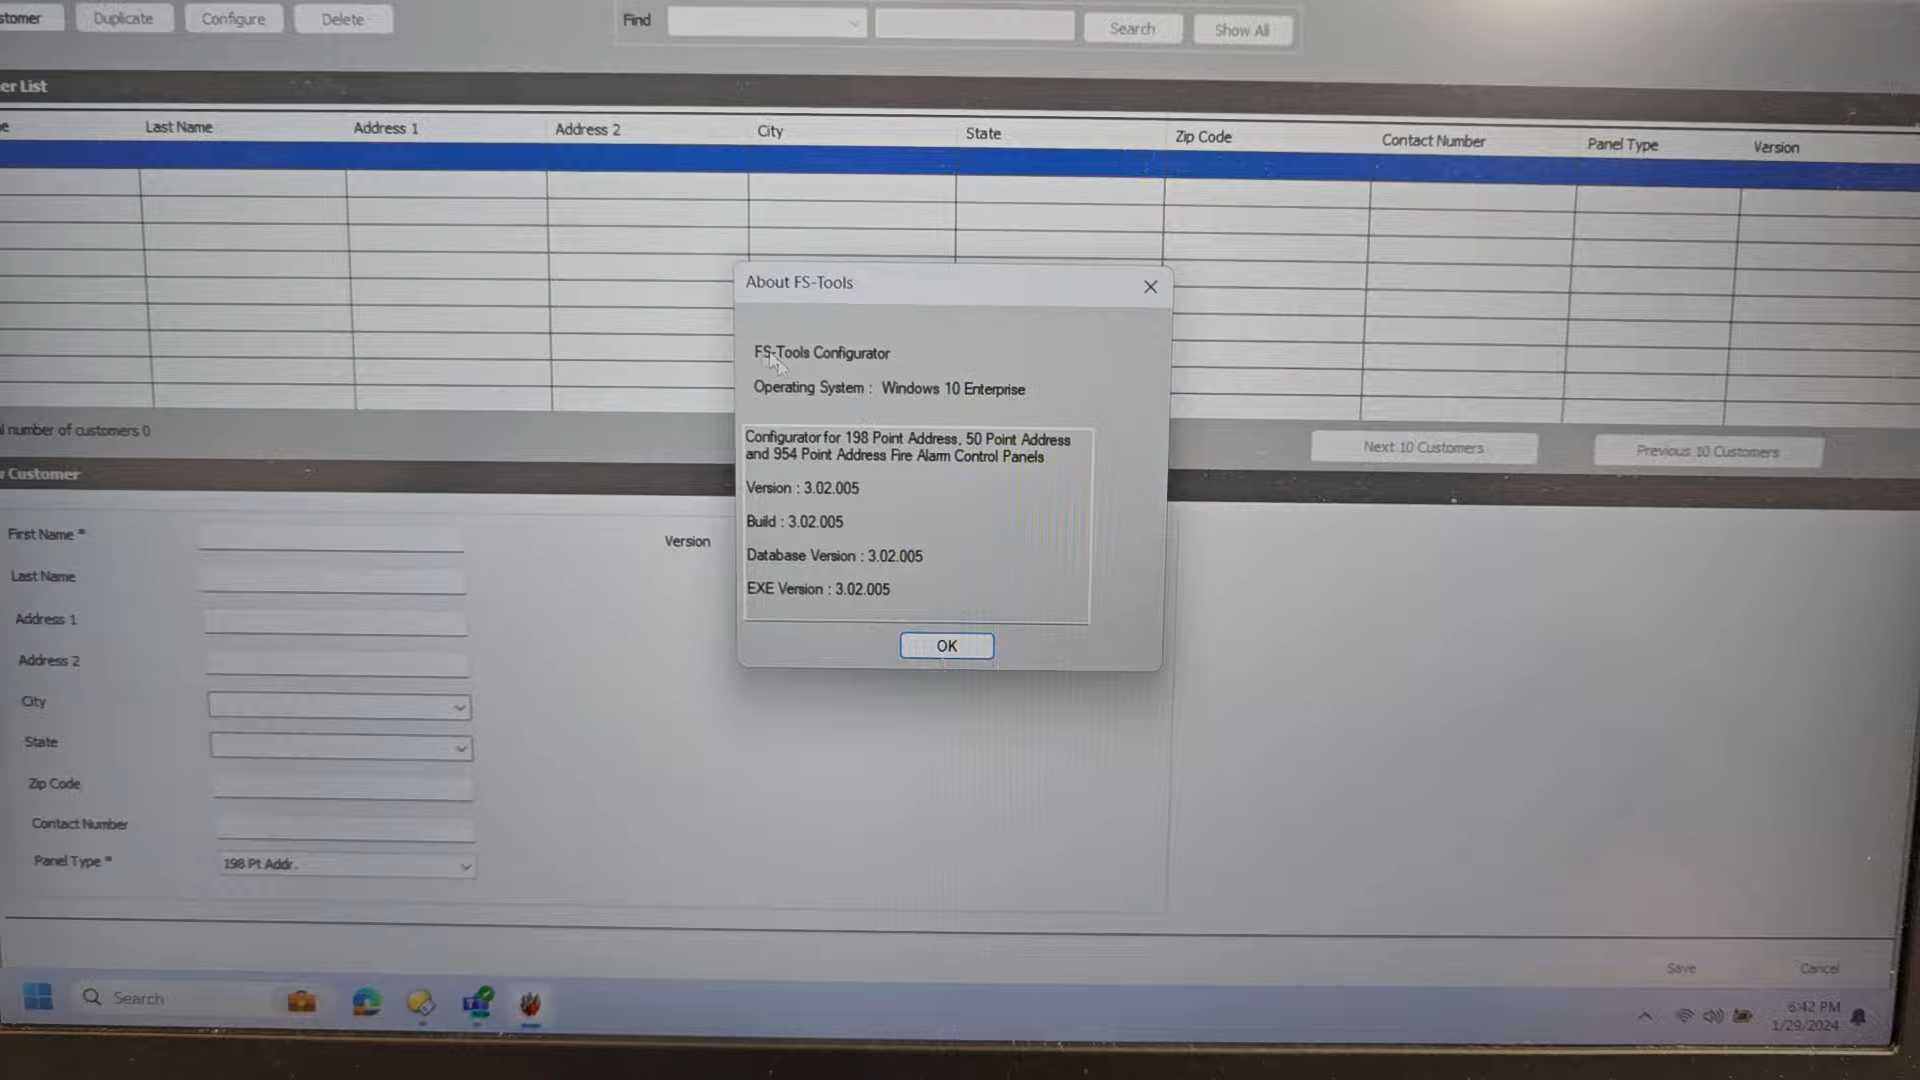 stomer
Duplicate
Configure
Delete
Find
Search
Show All
er List
e
Last Name
Address 1
Address 2
City
State
Zip Code
Contact Number
Panel Type
Version
About FS-Tools
FS-Tools Configurator
Operating System : Windows 10 Enterprise
Configurator for 198 Point Address, 50 Point Address
and 954 Point Address Fire Alarm Control Panels
Version : 3.02.005
Build : 3.02.005
Database Version : 3.02.005
EXE Version : 3.02.005
OK
l number of customers 0
Next 10 Customers
Previous 10 Customers
Customer
First Name *
Version
Last Name
Address 1
Address 2
City
State
Zip Code
Contact Number
Panel Type *
198 Pt Addr.
Save
Cancel
Search
6:42 PM
1/29/2024